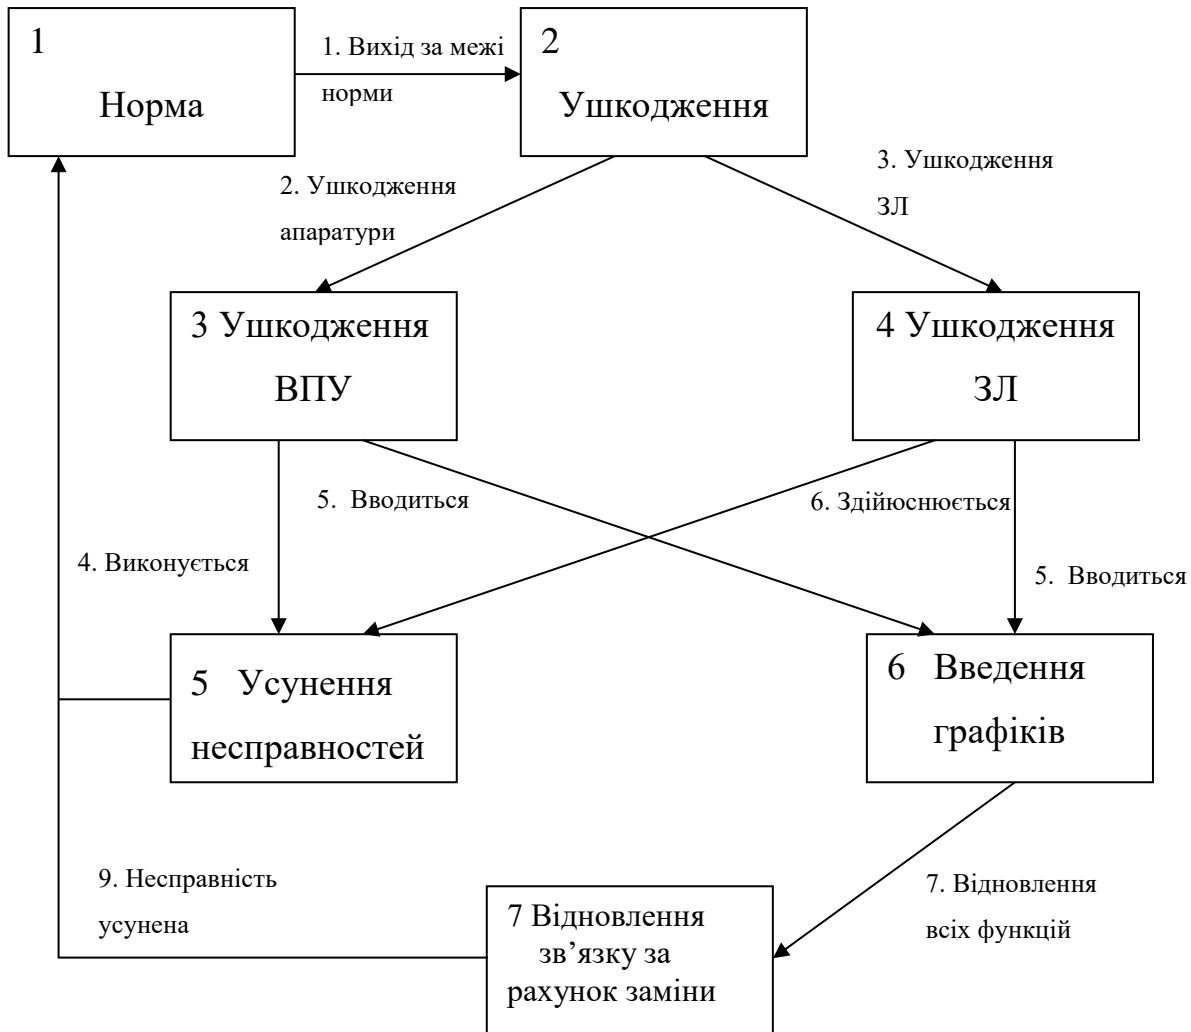 1
Норма
1. Вихід за межі
норми
2
Ушкодження
2. Ушкодження
апаратури
3. Ушкодження
ЗЛ
3 Ушкодження
ВПУ
4 Ушкодження
ЗЛ
5. Вводиться
6. Здійюснюється
4. Виконується
5. Вводиться
5 Усунення
несправностей
6 Введення
графіків
9. Несправність
усунена
7. Відновлення
всіх функцій
7 Відновлення
зв’язку за
рахунок заміни